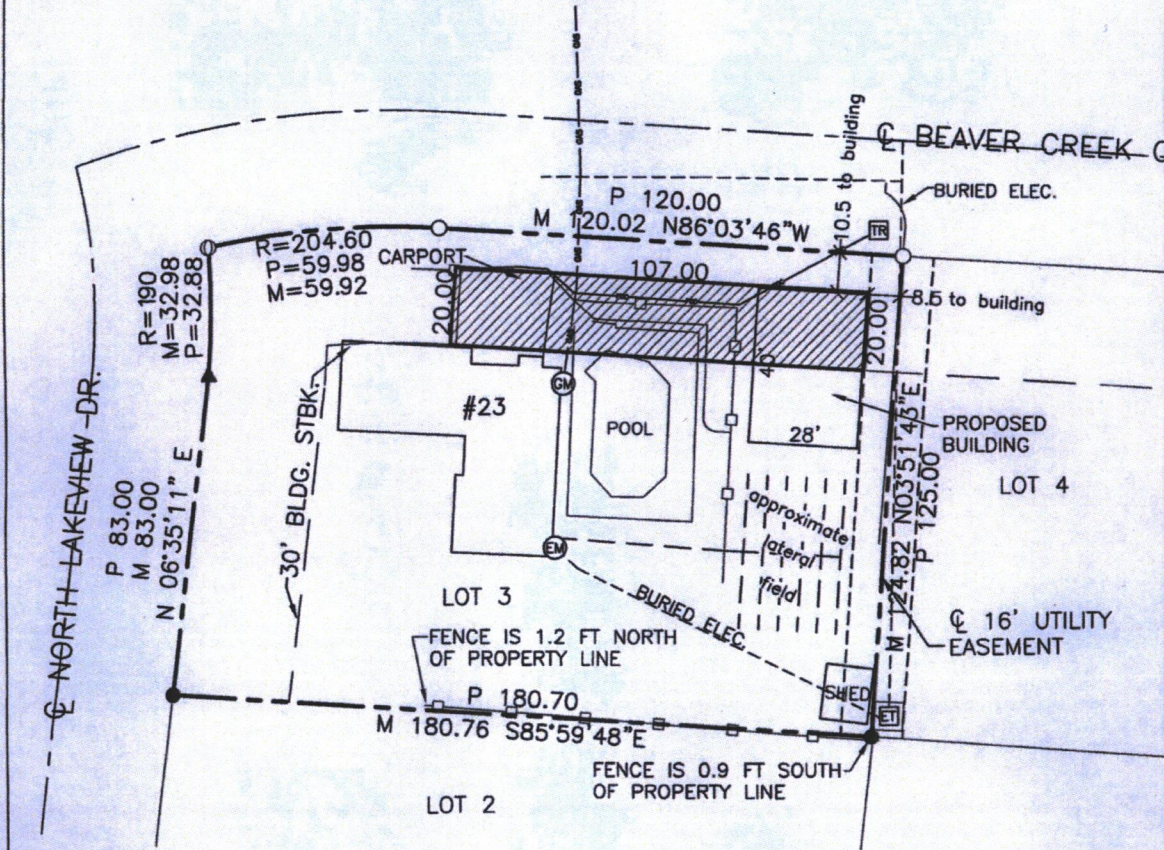 GAS
GAS
GAS
GAS
GAS
℄ BEAVER CREEK C
10.5 to building
BURIED ELEC.
P 120.00
M 120.02 N86°03'46"W
TR
R=204.60
P=59.98
M=59.92
CARPORT
107.00
R=190
M=32.98
P=32.88
20.00
20.00
8.5 to building
40'
GM
#23
POOL
28'
PROPOSED
BUILDING
LOT 4
℄ NORTH LAKEVIEW DR.
P 83.00
M 83.00
N 06°35'11" E
30' BLDG. STBK.
approximate
lateral
field
EM
BURIED ELEC.
M 124.82 N03°51'43"E
P 125.00
LOT 3
℄ 16' UTILITY
EASEMENT
FENCE IS 1.2 FT NORTH
OF PROPERTY LINE
SHED
ET
P 180.70
M 180.76 S85°59'48"E
FENCE IS 0.9 FT SOUTH
OF PROPERTY LINE
LOT 2